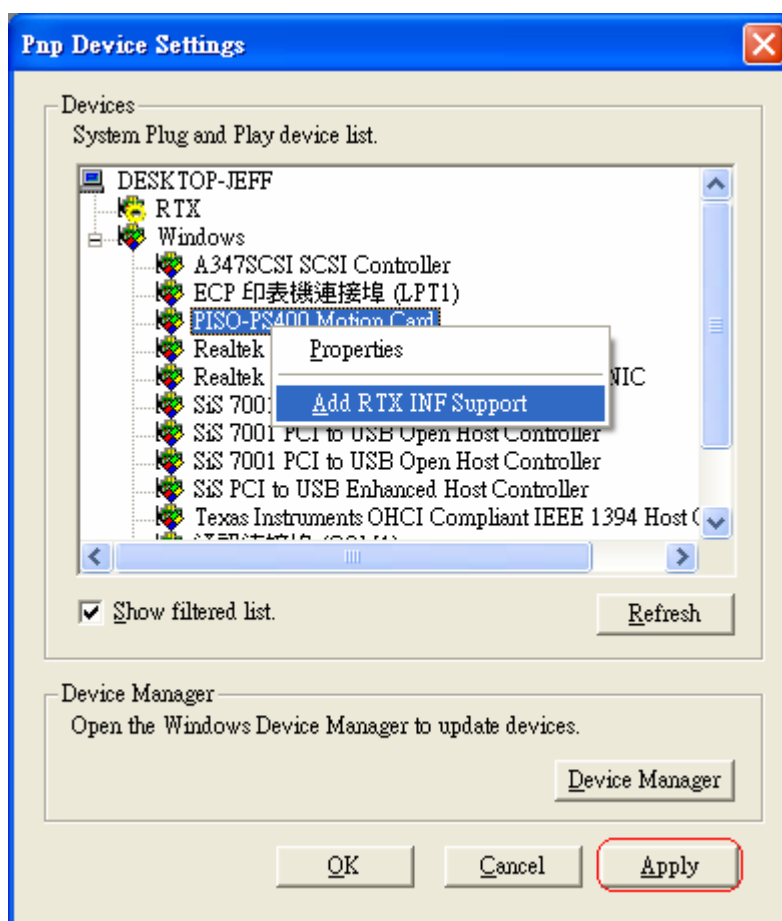 Pnp Device Settings
Devices
System Plug and Play device list.
DESKTOP-JEFF
RTX
Windows
A347SCSI SCSI Controller
ECP 印表機連接埠 (LPT1)
PISO-PS400 Motion Card
Realtek
Properties
Realtek NIC
Add RTX INF Support
SiS 7001
SiS 7001 PCI to USB Open Host Controller
SiS 7001 PCI to USB Open Host Controller
SiS PCI to USB Enhanced Host Controller
Texas Instruments OHCI Compliant IEEE 1394 Host
Show filtered list.
Refresh
Device Manager
Open the Windows Device Manager to update devices.
Device Manager
OK
Cancel
Apply